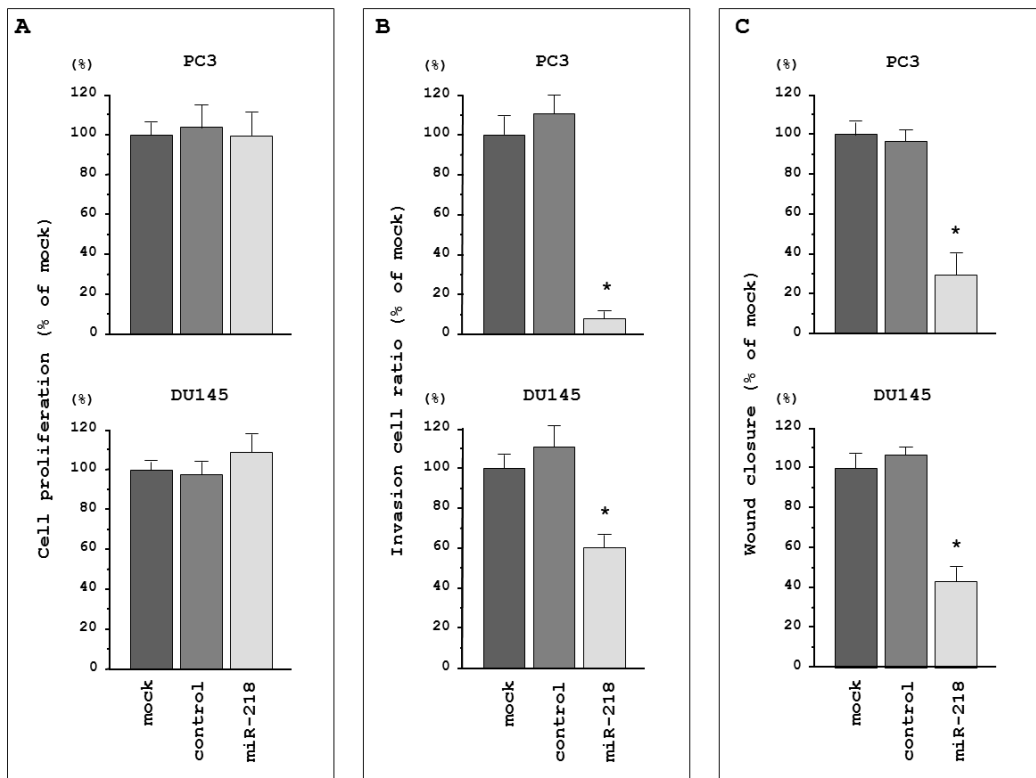 A
Cell proliferation (% of mock)
(%)
PC3
120
100
80
60
40
20
0
(%)
DU145
120
100
80
60
40
20
0
mock
control
miR-218
B
Invasion cell ratio (% of mock)
(%)
PC3
120
100
80
60
40
20
0
*
(%)
DU145
120
100
80
60
40
20
0
*
mock
control
miR-218
C
Wound closure (% of mock)
(%)
PC3
120
100
80
60
40
20
0
*
(%)
DU145
120
100
80
60
40
20
0
*
mock
control
miR-218